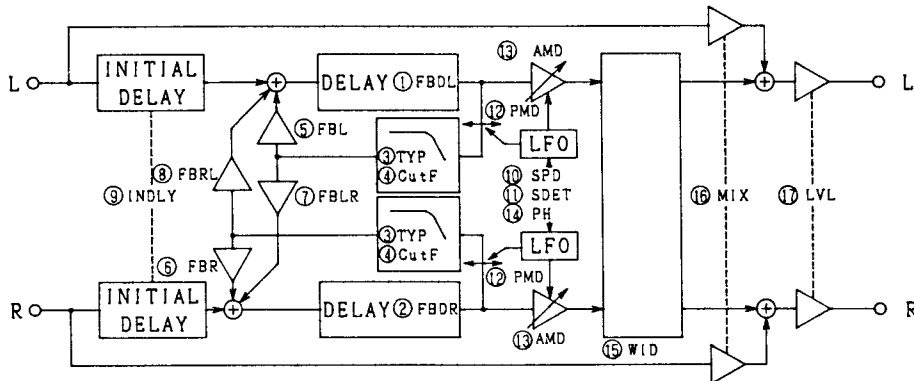 ⑬ AMD
L
INITIAL
DELAY
DELAY ① FBDL
L
⑫ PMD
⑤ FBL
LFO
③ TYP
④ CutF
⑧ FBRL
⑩ SPD
⑨ INDLY
⑦ FBLR
⑪ SDET
⑯ MIX
⑰ LVL
⑭ PH
③ TYP
④ CutF
LFO
⑥ FBR
⑫ PMD
INITIAL
DELAY
R
DELAY ② FBDR
R
⑬ AMD
⑮ WID